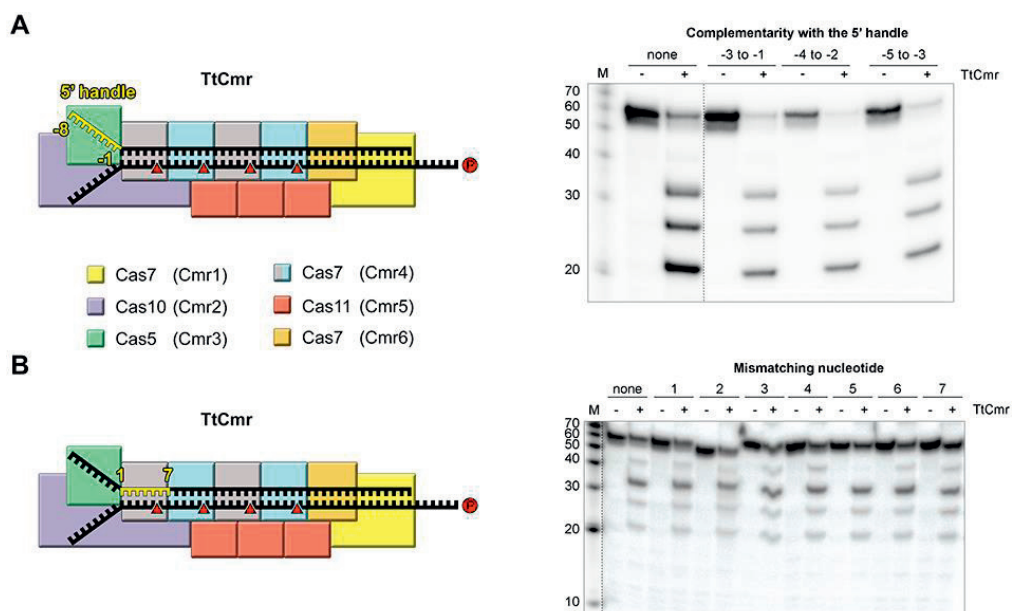 A
TtCmr
5' handle
-8
-1
P
Cas7 (Cmr1)
Cas7 (Cmr4)
Cas10 (Cmr2)
Cas11 (Cmr5)
Cas5 (Cmr3)
Cas7 (Cmr6)
Complementarity with the 5' handle
none -3 to -1 -4 to -2 -5 to -3
M - + - + - + - + TtCmr
70
60
50
40
30
20
B
TtCmr
1 7
P
Mismatching nucleotide
none 1 2 3 4 5 6 7
M - + - + - + - + - + - + - + - + TtCmr
70
60
50
40
30
20
10